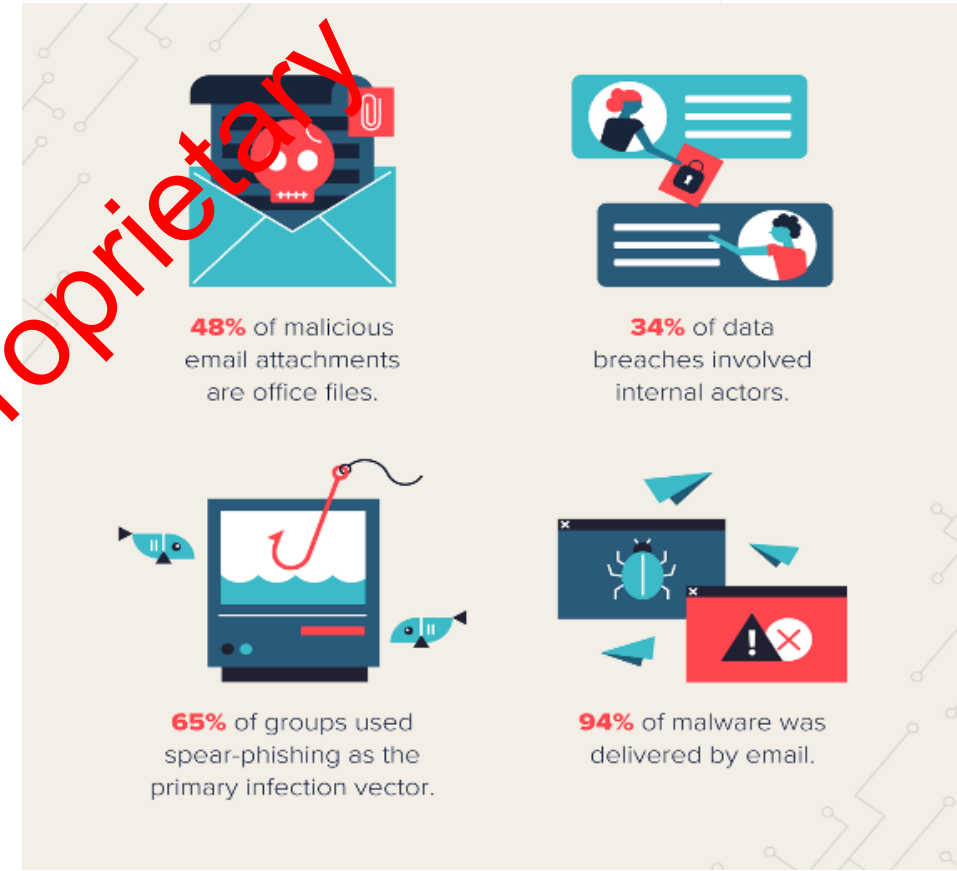 48% of malicious
email attachments
are office files.
34% of data
breaches involved
internal actors.
65% of groups used
spear-phishing as the
primary infection vector.
94% of malware was
delivered by email.